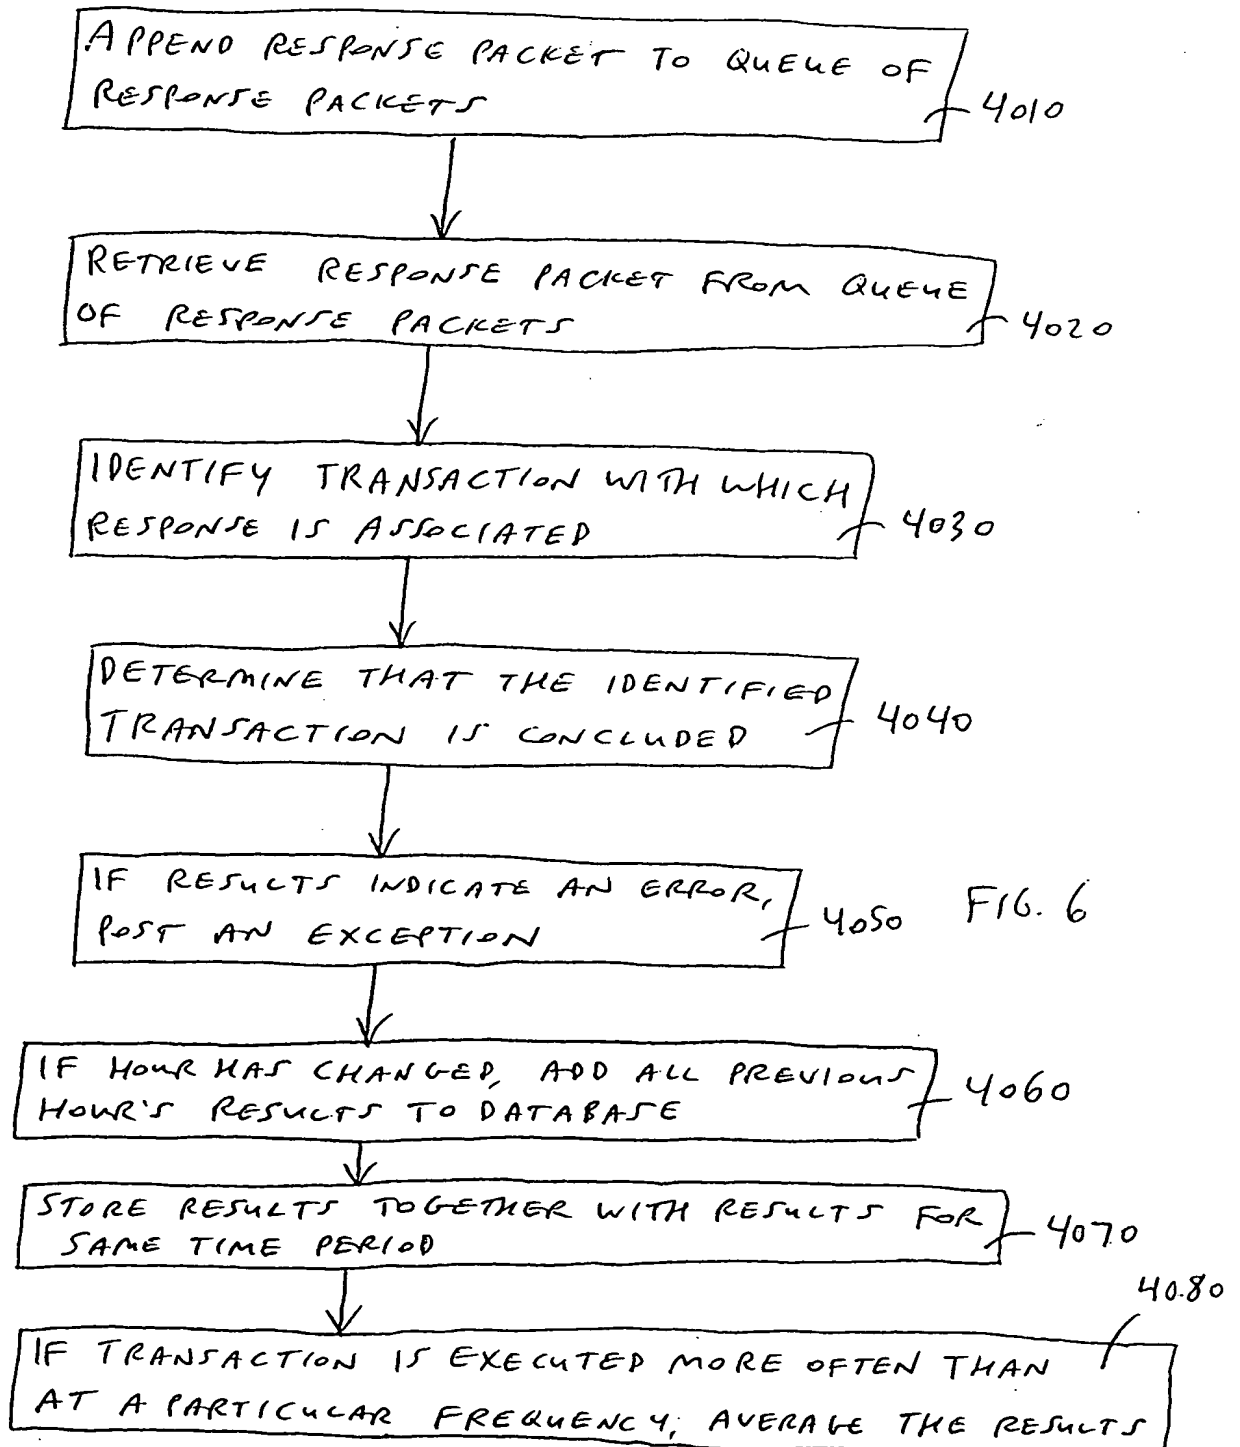 APPEND RESPONSE PACKET TO QUEUE OF
RESPONSE PACKETS
4010
RETRIEVE RESPONSE PACKET FROM QUEUE
OF RESPONSE PACKETS
4020
IDENTIFY TRANSACTION WITH WHICH
RESPONSE IS ASSOCIATED
4030
DETERMINE THAT THE IDENTIFIED
TRANSACTION IS CONCLUDED
4040
IF RESULTS INDICATE AN ERROR,
POST AN EXCEPTION
4050
FIG. 6
IF HOUR HAS CHANGED, ADD ALL PREVIOUS
HOUR'S RESULTS TO DATABASE
4060
STORE RESULTS TOGETHER WITH RESULTS FOR
SAME TIME PERIOD
4070
4080
IF TRANSACTION IS EXECUTED MORE OFTEN THAN
AT A PARTICULAR FREQUENCY, AVERAGE THE RESULTS